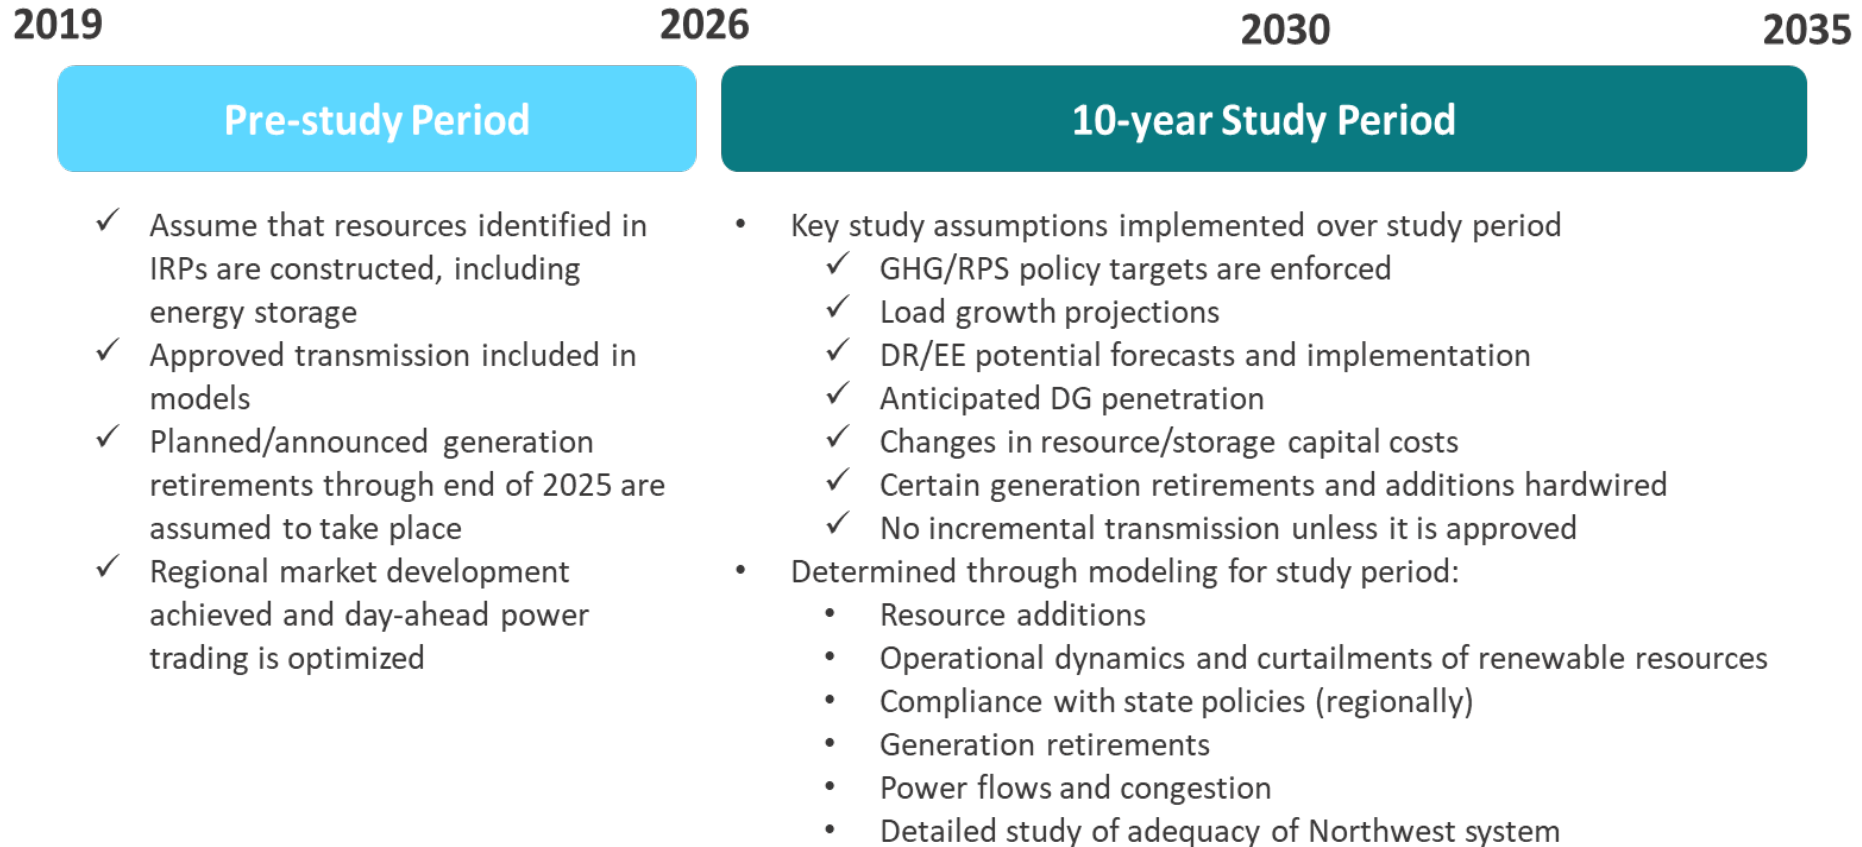 2019
2026
2030
2035
Pre-study Period
10-year Study Period
✓ Assume that resources identified in
IRPs are constructed, including
energy storage
✓ Approved transmission included in
models
✓ Planned/announced generation
retirements through end of 2025 are
assumed to take place
✓ Regional market development
achieved and day-ahead power
trading is optimized
• Key study assumptions implemented over study period
✓ GHG/RPS policy targets are enforced
✓ Load growth projections
✓ DR/EE potential forecasts and implementation
✓ Anticipated DG penetration
✓ Changes in resource/storage capital costs
✓ Certain generation retirements and additions hardwired
✓ No incremental transmission unless it is approved
• Determined through modeling for study period:
• Resource additions
• Operational dynamics and curtailments of renewable resources
• Compliance with state policies (regionally)
• Generation retirements
• Power flows and congestion
• Detailed study of adequacy of Northwest system